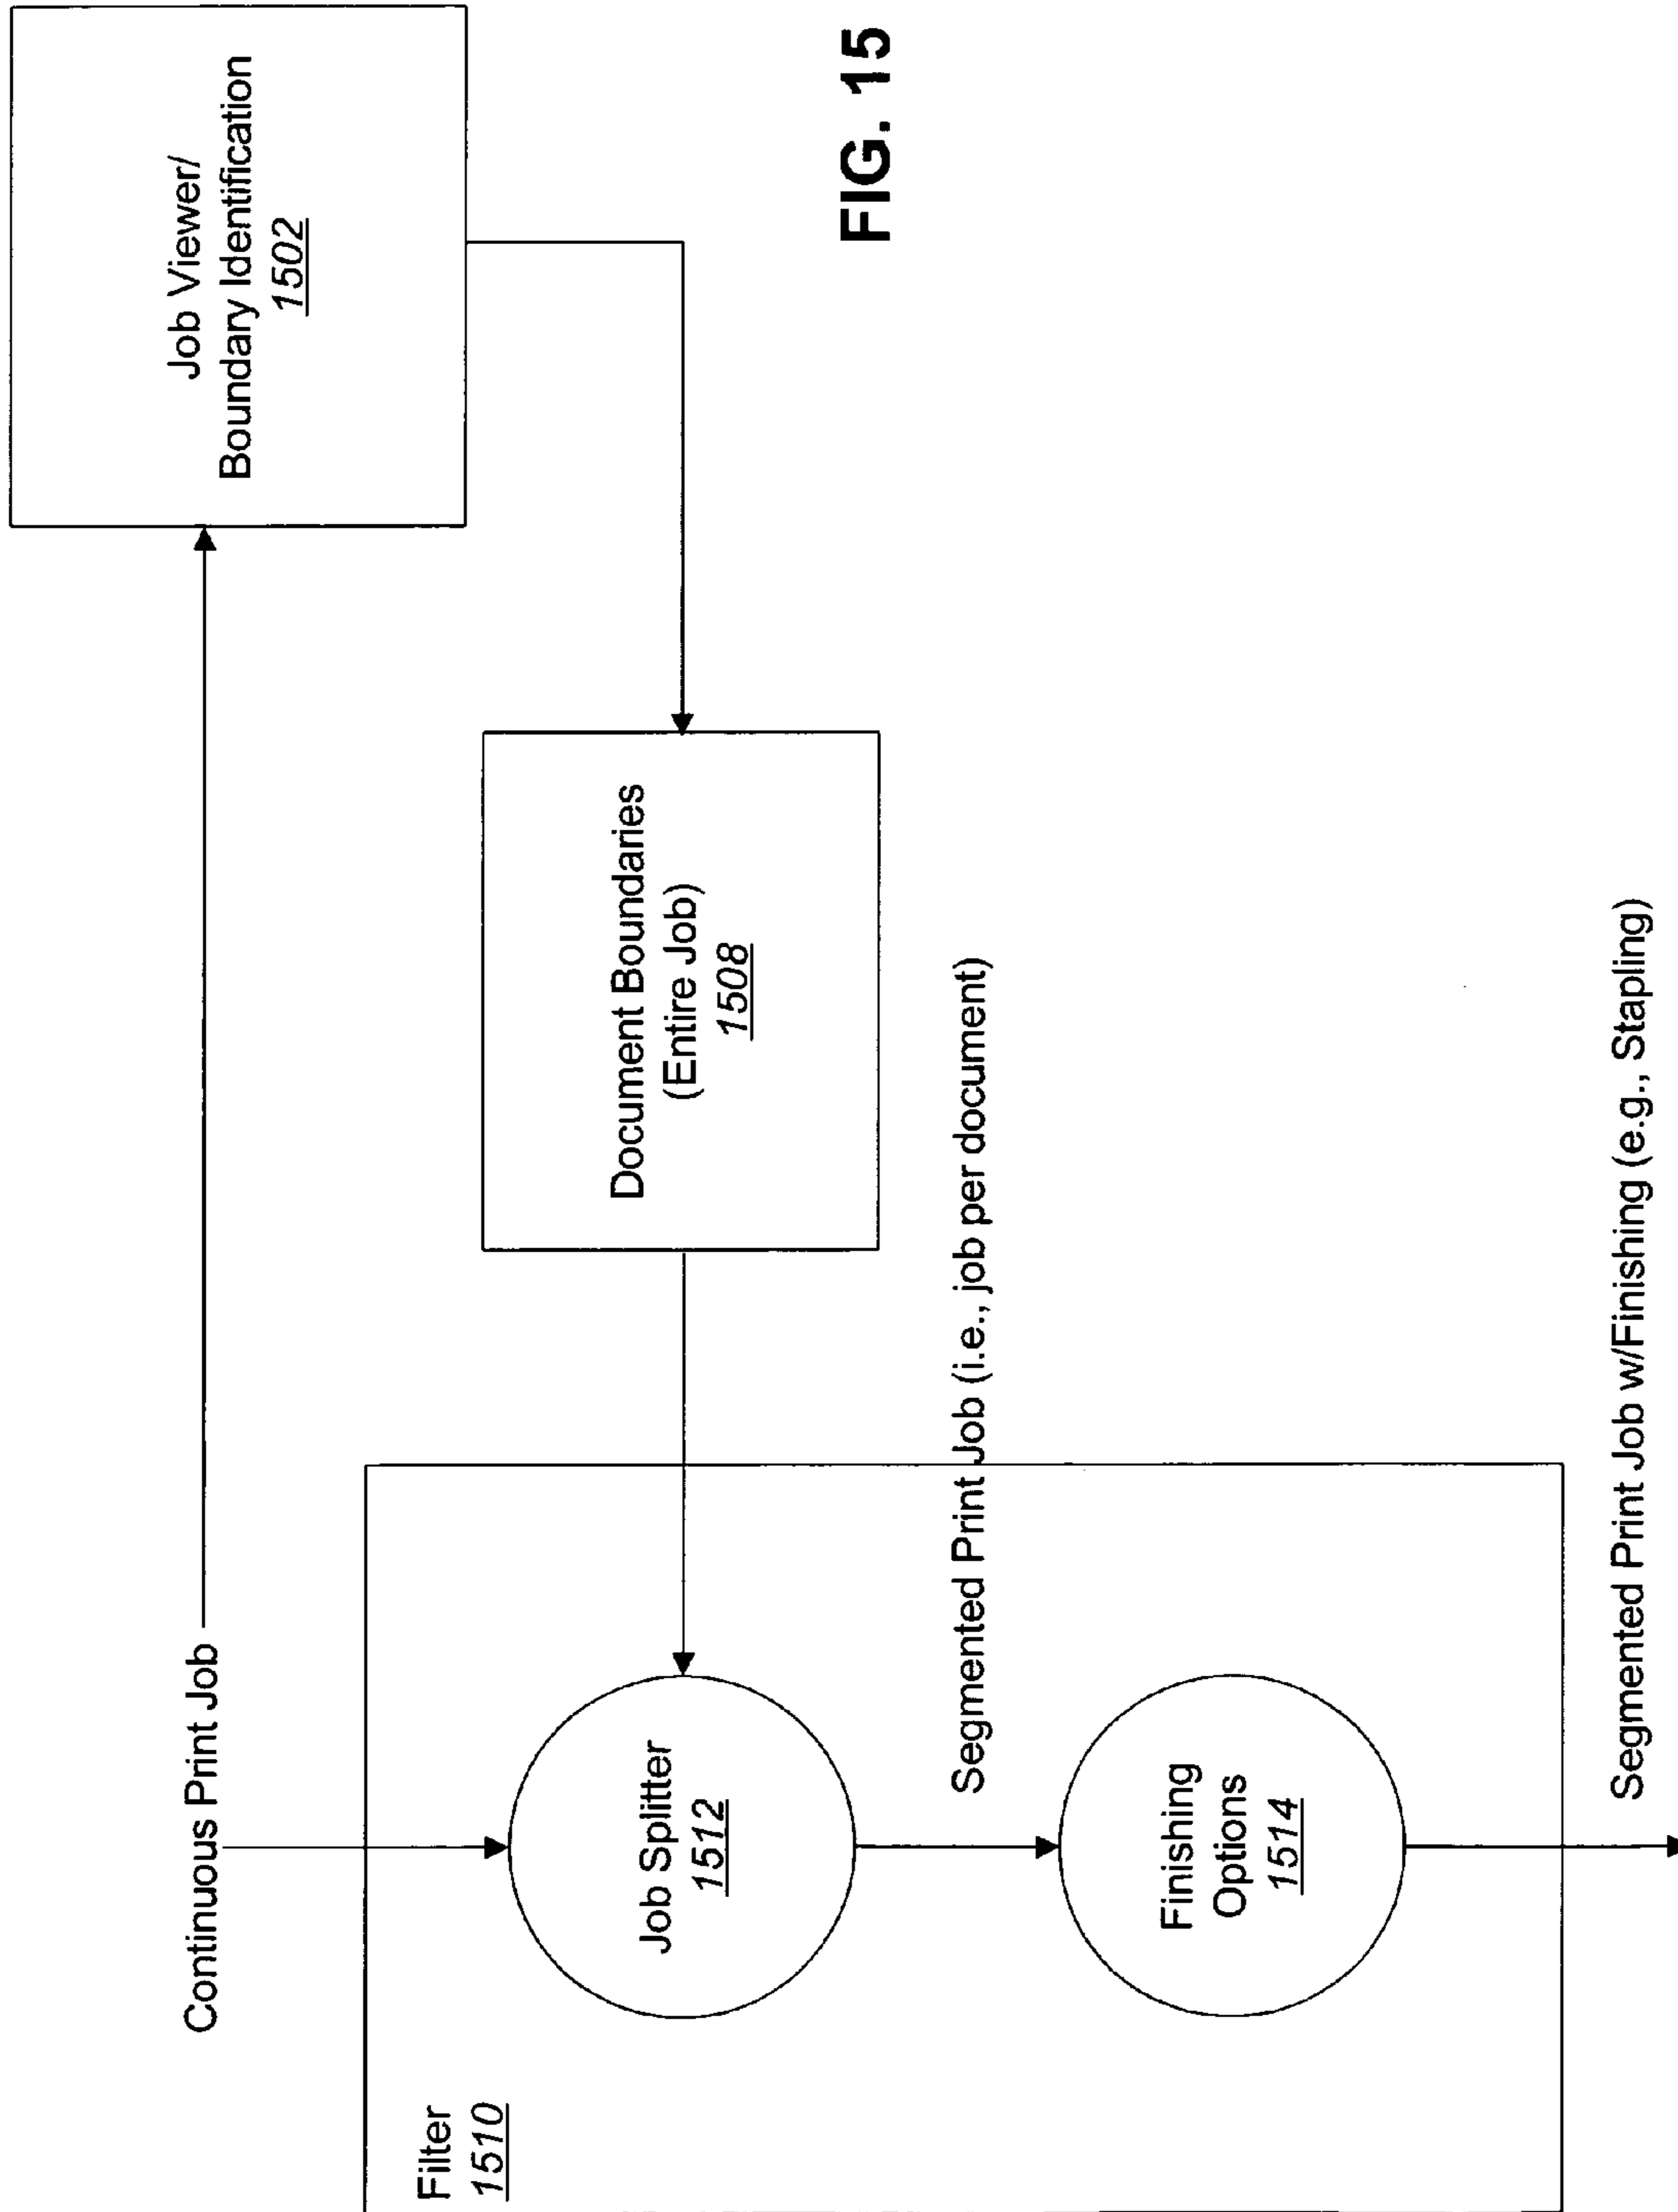 Continuous Print Job
Job Viewer/
Boundary Identification
1502
Filter
1510
Job Splitter
1512
Document Boundaries
(Entire Job)
1508
Segmented Print Job (i.e., job per document)
Finishing
Options
1514
Segmented Print Job w/Finishing (e.g., Stapling)
FIG. 15